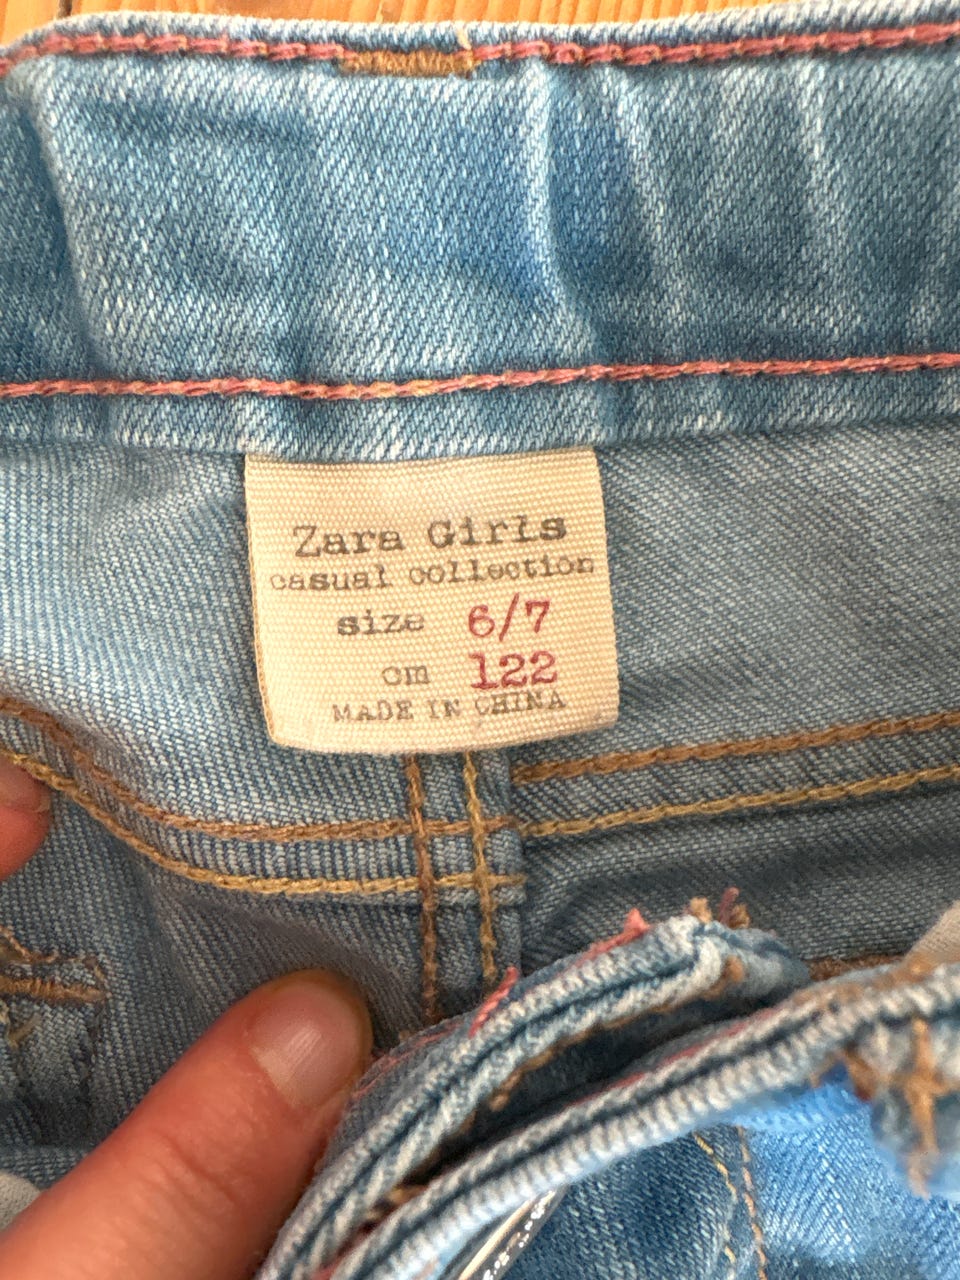 Zara Girls
casual collection
size 6/7
cm 122
MADE IN CHINA